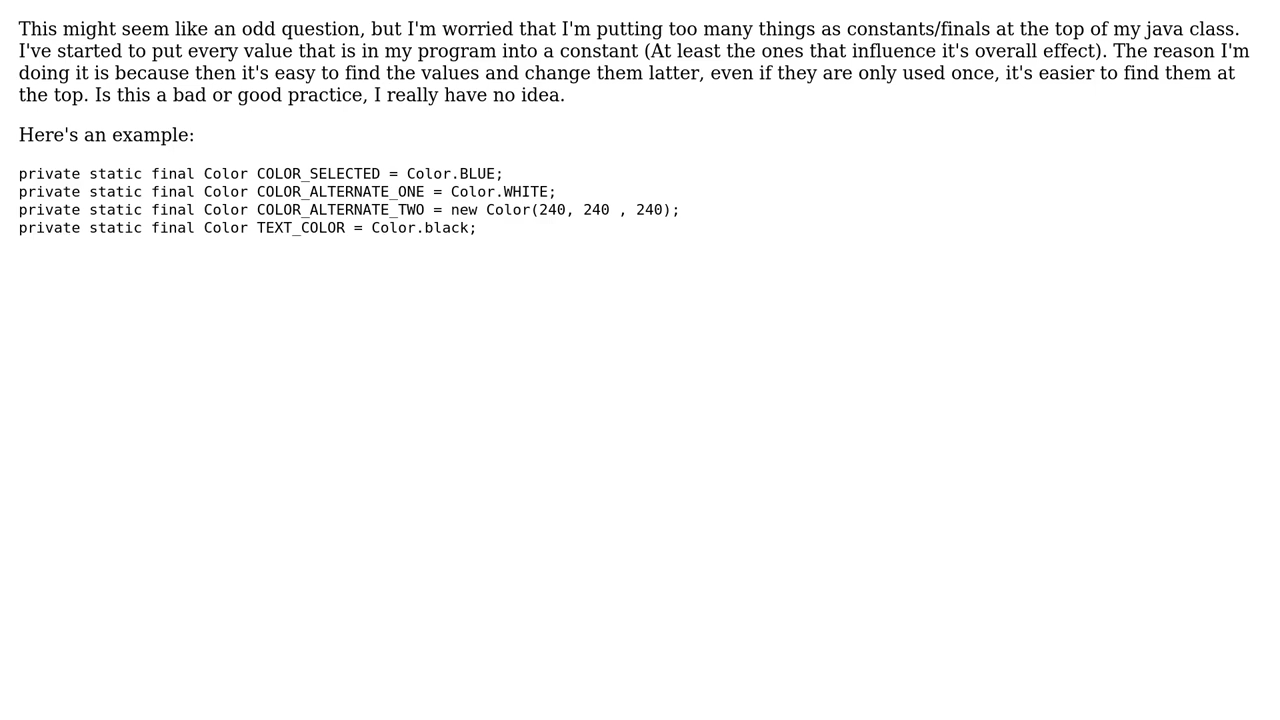 This might seem like an odd question, but I'm worried that I'm putting too many things as constants/finals at the top of my java class.
I've started to put every value that is in my program into a constant (At least the ones that influence it's overall effect). The reason I'm
doing it is because then it's easy to find the values and change them latter, even if they are only used once, it's easier to find them at
the top. Is this a bad or good practice, I really have no idea.
Here's an example:
private static final Color COLOR_SELECTED = Color.BLUE;
private static final Color COLOR_ALTERNATE_ONE = Color.WHITE;
private static final Color COLOR_ALTERNATE_TWO = new Color(240, 240 , 240);
private static final Color TEXT_COLOR = Color.black;